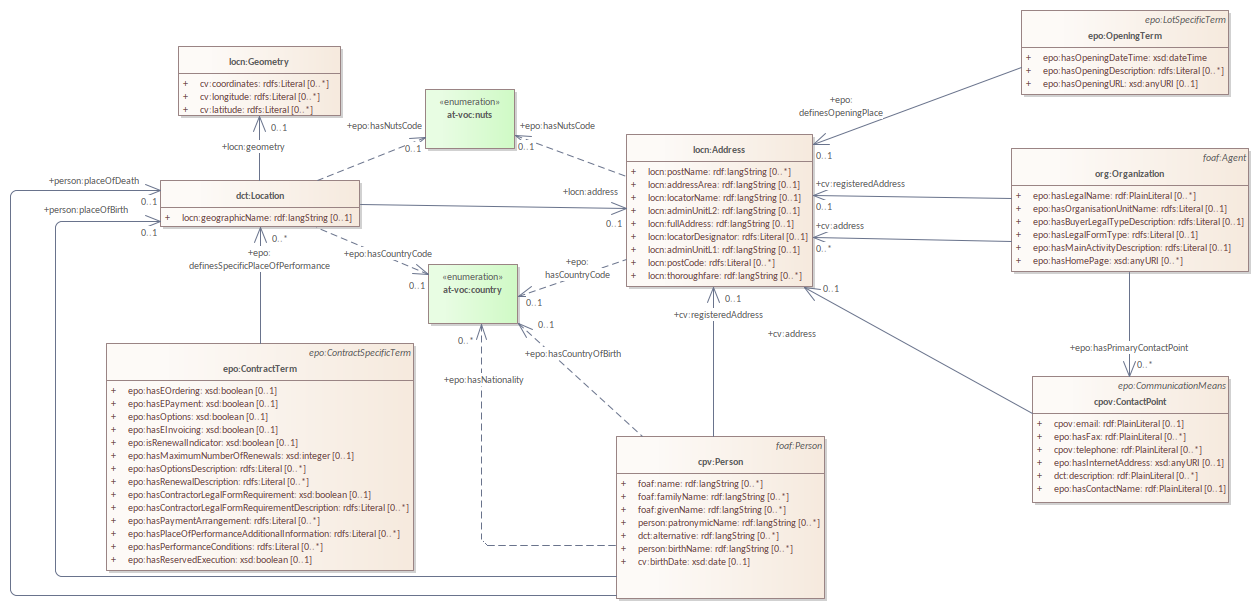 epo:LotSpecificTerm
epo:OpeningTerm
+ epo:hasOpeningDateTime: xsd:dateTime
+ epo:hasOpeningDescription: rdfs:Literal [0..*]
+ epo:hasOpeningURL: xsd:anyURI [0..1]
locn:Geometry
+ cv:coordinates: rdfs:Literal [0..*]
+ cv:longitude: rdfs:Literal [0..*]
+ cv:latitude: rdfs:Literal [0..*]
0..1
+locn:geometry
«enumeration»
at-voc:nuts
+epo:hasNutsCode
0..1
+epo:hasNutsCode
0..1
+epo:
definesOpeningPlace
0..1
locn:Address
+ locn:postName: rdf:langString [0..*]
+ locn:addressArea: rdf:langString [0..1]
+ locn:locatorName: rdf:langString [0..1]
+ locn:adminUnitL2: rdf:langString [0..1]
+ locn:fullAddress: rdf:langString [0..1]
+ locn:locatorDesignator: rdfs:Literal [0..1]
+ locn:adminUnitL1: rdf:langString [0..1]
+ locn:postCode: rdfs:Literal [0..*]
+ locn:thoroughfare: rdf:langString [0..*]
foaf:Agent
org:Organization
+ epo:hasLegalName: rdf:PlainLiteral [0..*]
+ epo:hasOrganisationUnitName: rdfs:Literal [0..1]
+ epo:hasBuyerLegalTypeDescription: rdfs:Literal [0..1]
+ epo:hasLegalFormType: rdfs:Literal [0..1]
+ epo:hasMainActivityDescription: rdfs:Literal [0..1]
+ epo:hasHomePage: xsd:anyURI [0..*]
+cv:registeredAddress
0..1
+cv:address
0..*
+person:placeOfDeath
0..1
+person:placeOfBirth
0..1
dct:Location
+ locn:geographicName: rdf:langString [0..1]
+locn:address
0..1
0..*
+epo:
definesSpecificPlaceOfPerformance
+epo:hasCountryCode
0..1
«enumeration»
at-voc:country
+epo:
hasCountryCode
0..1
0..1
+epo:hasCountryOfBirth
0..*
+epo:hasNationality
0..1
+cv:registeredAddress
0..1
+cv:address
+epo:hasPrimaryContactPoint
0..*
epo:ContractSpecificTerm
epo:ContractTerm
+ epo:hasEOrdering: xsd:boolean [0..1]
+ epo:hasEPayment: xsd:boolean [0..1]
+ epo:hasOptions: xsd:boolean [0..1]
+ epo:hasEInvoicing: xsd:boolean [0..1]
+ epo:isRenewalIndicator: xsd:boolean [0..1]
+ epo:hasMaximumNumberOfRenewals: xsd:integer [0..1]
+ epo:hasOptionsDescription: rdfs:Literal [0..*]
+ epo:hasRenewalDescription: rdfs:Literal [0..*]
+ epo:hasContractorLegalFormRequirement: xsd:boolean [0..1]
+ epo:hasContractorLegalFormRequirementDescription: rdfs:Literal [0..*]
+ epo:hasPaymentArrangement: rdfs:Literal [0..*]
+ epo:hasPlaceOfPerformanceAdditionalInformation: rdfs:Literal [0..*]
+ epo:hasPerformanceConditions: rdfs:Literal [0..*]
+ epo:hasReservedExecution: xsd:boolean [0..1]
epo:CommunicationMeans
cpov:ContactPoint
+ cpov:email: rdf:PlainLiteral [0..1]
+ epo:hasFax: rdf:PlainLiteral [0..*]
+ cpov:telephone: rdf:PlainLiteral [0..*]
+ epo:hasInternetAddress: xsd:anyURI [0..1]
+ dct:description: rdf:PlainLiteral [0..*]
+ epo:hasContactName: rdf:PlainLiteral [0..1]
foaf:Person
cpv:Person
+ foaf:name: rdf:langString [0..*]
+ foaf:familyName: rdf:langString [0..*]
+ foaf:givenName: rdf:langString [0..*]
+ person:patronymicName: rdf:langString [0..*]
+ dct:alternative: rdf:langString [0..*]
+ person:birthName: rdf:langString [0..*]
+ cv:birthDate: xsd:date [0..1]